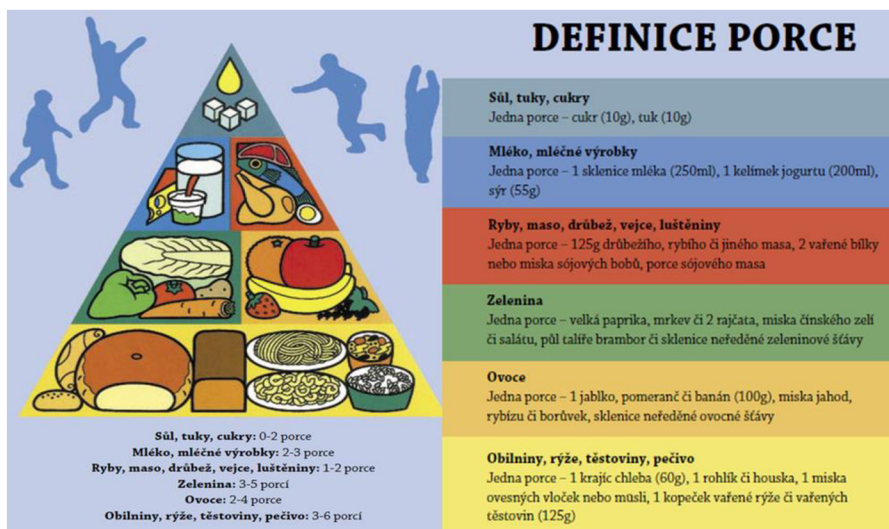 DEFINICE PORCE
Sůl, tuky, cukry
Jedna porce – cukr (10g), tuk (10g)
Mléko, mléčné výrobky
Jedna porce – 1 sklenice mléka (250ml), 1 kelímek jogurtu (200ml),
sýr (55g)
Ryby, maso, drůbež, vejce, luštěniny
Jedna porce – 125g drůbežího, rybího či jiného masa, 2 vařené bílky
nebo miska sójových bobů, porce sójového masa
Zelenina
Jedna porce – velká paprika, mrkev či 2 rajčata, miska čínského zelí
či salátu, půl talíře brambor či sklenice neředěné zeleninové šťávy
Ovoce
Jedna porce – 1 jablko, pomeranč či banán (100g), miska jahod,
rybízu či borůvek, sklenice neředěné ovocné šťávy
Obilniny, rýže, těstoviny, pečivo
Jedna porce – 1 krajíc chleba (60g), 1 rohlík či houska, 1 miska
ovesných vloček nebo müsli, 1 kopeček vařené rýže či vařených
těstovin (125g)
Sůl, tuky, cukry: 0-2 porce
Mléko, mléčné výrobky: 2-3 porce
Ryby, maso, drůbež, vejce, luštěniny: 1-2 porce
Zelenina: 3-5 porcí
Ovoce: 2-4 porce
Obilniny, rýže, těstoviny, pečivo: 3-6 porcí